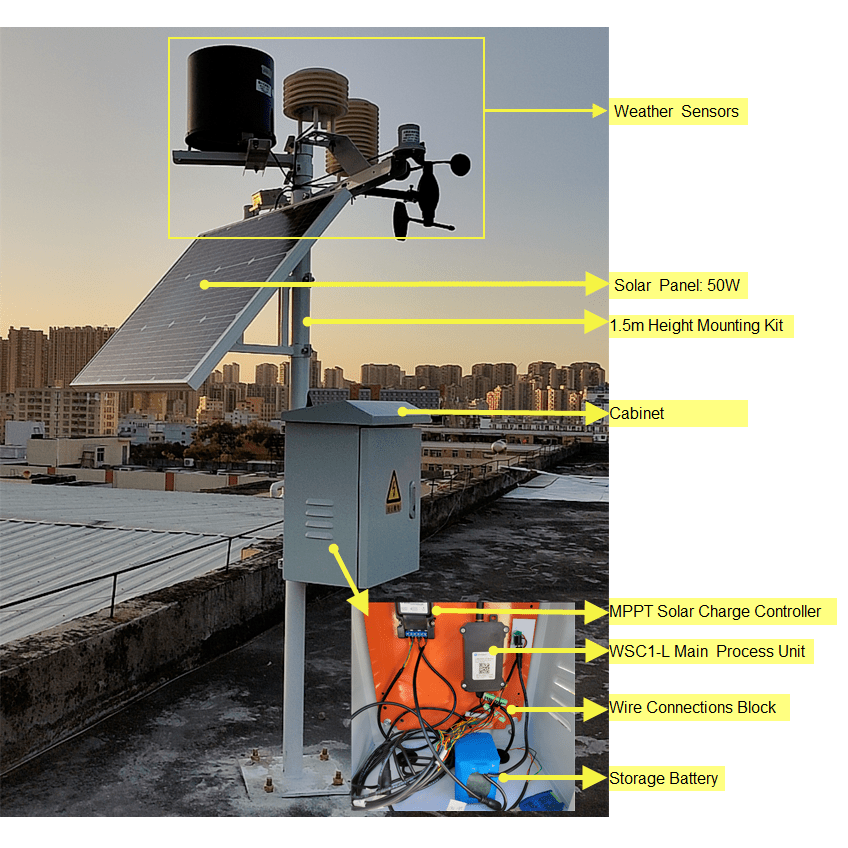 Weather Sensors
Solar Panel: 50W
1.5m Height Mounting Kit
Cabinet
MPPT Solar Charge Controller
WSC1-L Main Process Unit
Wire Connections Block
Storage Battery